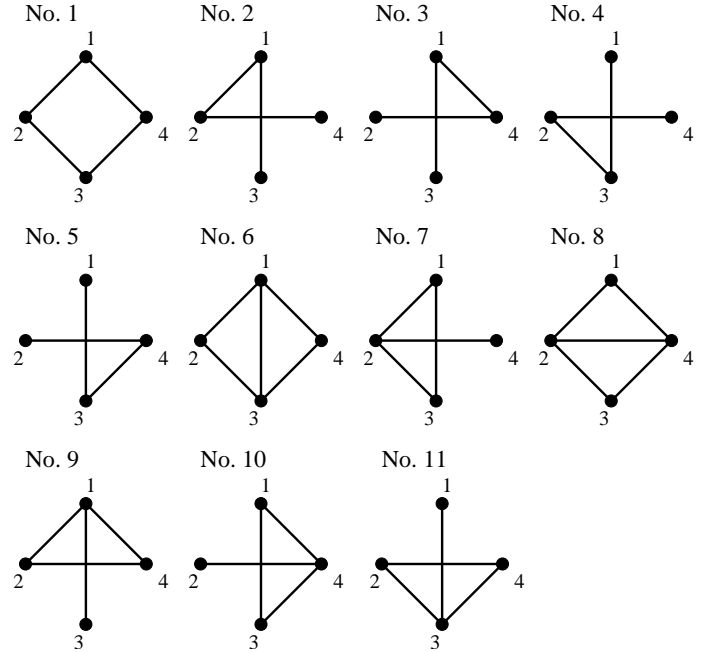 No. 1 No. 2 No. 3 No. 4
1 1 1 1
2 4 2 4 2 4 2 4
3 3 3 3
No. 5 No. 6 No. 7 No. 8
1 1 1 1
2 4 2 4 2 4 2 4
3 3 3 3
No. 9 No. 10 No. 11
1 1 1
2 4 2 4 2 4
3 3 3